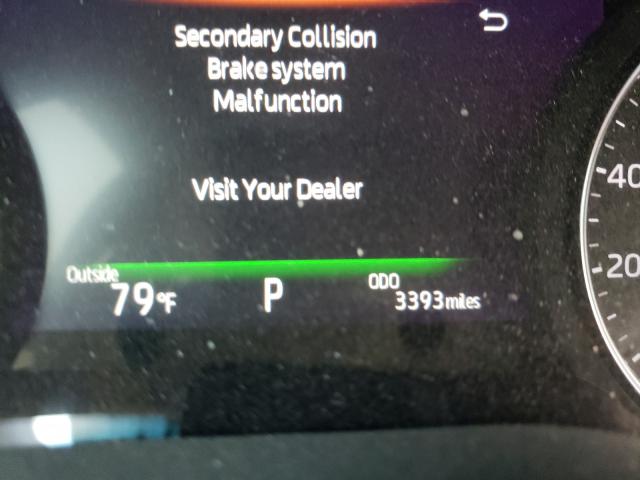 Secondary Collision
Brake system
Malfunction
Visit Your Dealer
Outside
79°F
P
ODO
3393 miles
40
20